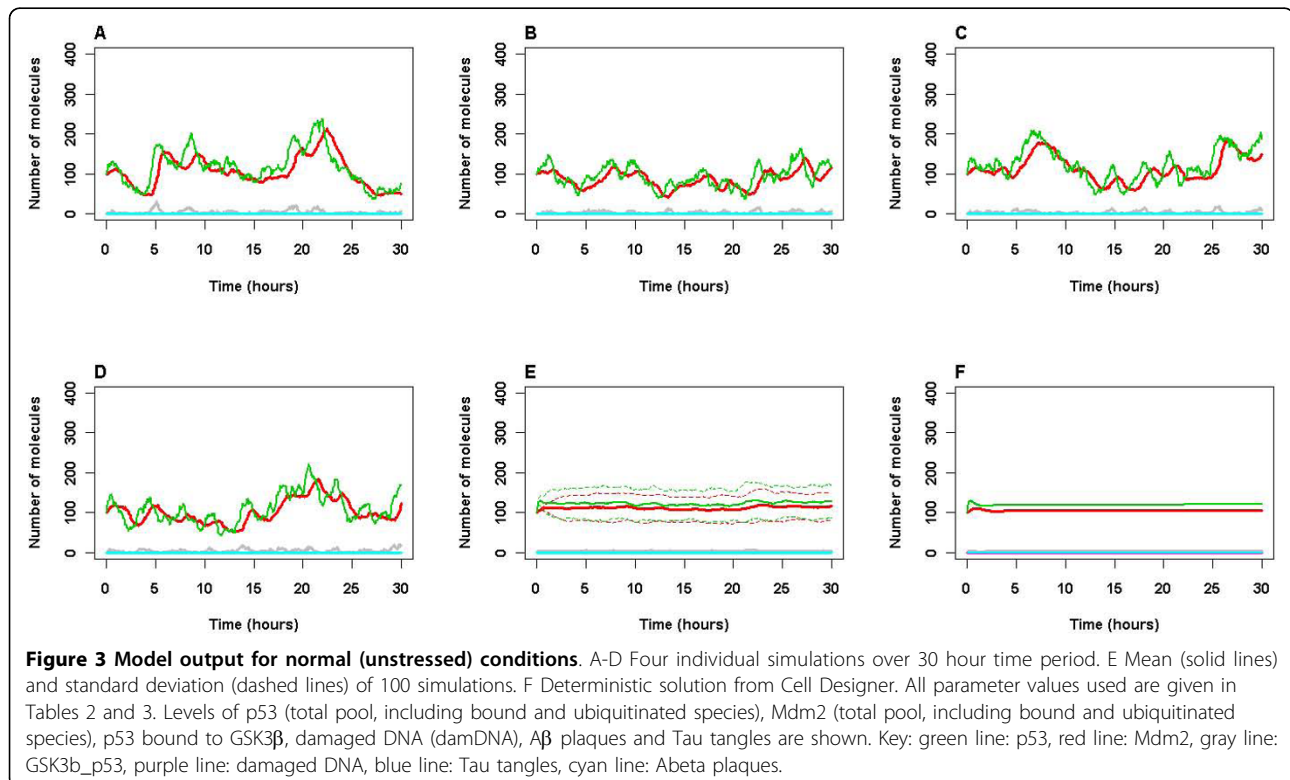 A
B
C
Number of molecules
0 100 200 300 400
0 5 10 15 20 25 30
Time (hours)
Number of molecules
0 100 200 300 400
0 5 10 15 20 25 30
Time (hours)
Number of molecules
0 100 200 300 400
0 5 10 15 20 25 30
Time (hours)
D
E
F
Number of molecules
0 100 200 300 400
0 5 10 15 20 25 30
Time (hours)
Number of molecules
0 100 200 300 400
0 5 10 15 20 25 30
Time (hours)
Number of molecules
0 100 200 300 400
0 5 10 15 20 25 30
Time (hours)
Figure 3 Model output for normal (unstressed) conditions. A-D Four individual simulations over 30 hour time period. E Mean (solid lines)
and standard deviation (dashed lines) of 100 simulations. F Deterministic solution from Cell Designer. All parameter values used are given in
Tables 2 and 3. Levels of p53 (total pool, including bound and ubiquitinated species), Mdm2 (total pool, including bound and ubiquitinated
species), p53 bound to GSK3β, damaged DNA (damDNA), Aβ plaques and Tau tangles are shown. Key: green line: p53, red line: Mdm2, gray line:
GSK3b_p53, purple line: damaged DNA, blue line: Tau tangles, cyan line: Abeta plaques.